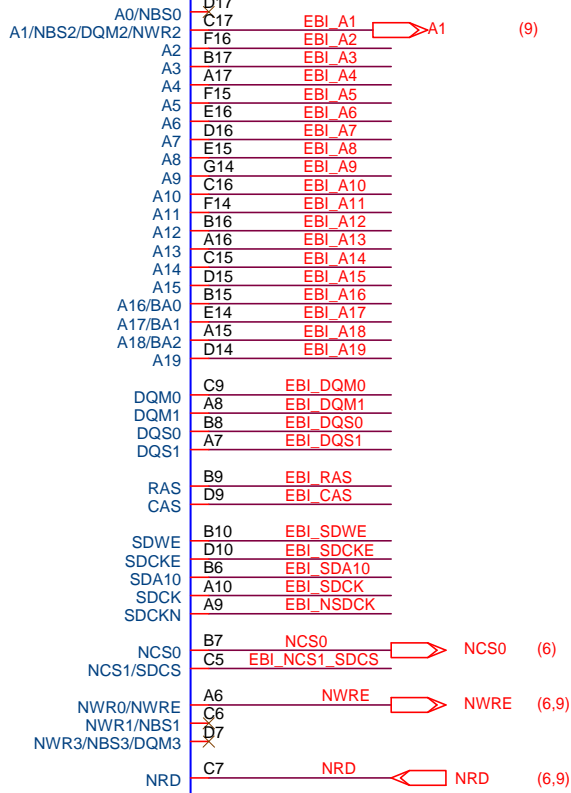 A0/NBS0 D17
A1/NBS2/DQM2/NWR2 C17 EBI_A1 A1 (9)
A2 F16 EBI_A2
A3 B17 EBI_A3
A4 A17 EBI_A4
A5 F15 EBI_A5
A6 E16 EBI_A6
A7 D16 EBI_A7
A8 E15 EBI_A8
A9 G14 EBI_A9
A10 C16 EBI_A10
A11 F14 EBI_A11
A12 B16 EBI_A12
A13 A16 EBI_A13
A14 C15 EBI_A14
A15 D15 EBI_A15
A16/BA0 B15 EBI_A16
A17/BA1 E14 EBI_A17
A18/BA2 A15 EBI_A18
A19 D14 EBI_A19
DQM0 C9 EBI_DQM0
DQM1 A8 EBI_DQM1
DQS0 B8 EBI_DQS0
DQS1 A7 EBI_DQS1
RAS B9 EBI_RAS
CAS D9 EBI_CAS
SDWE B10 EBI_SDWE
SDCKE D10 EBI_SDCKE
SDA10 B6 EBI_SDA10
SDCK A10 EBI_SDCK
SDCKN A9 EBI_NSDCK
NCS0 B7 NCS0 NCS0 (6)
NCS1/SDCS C5 EBI_NCS1_SDCS
NWR0/NWRE A6 NWRE NWRE (6,9)
NWR1/NBS1 C6
NWR3/NBS3/DQM3 D7
NRD C7 NRD NRD (6,9)